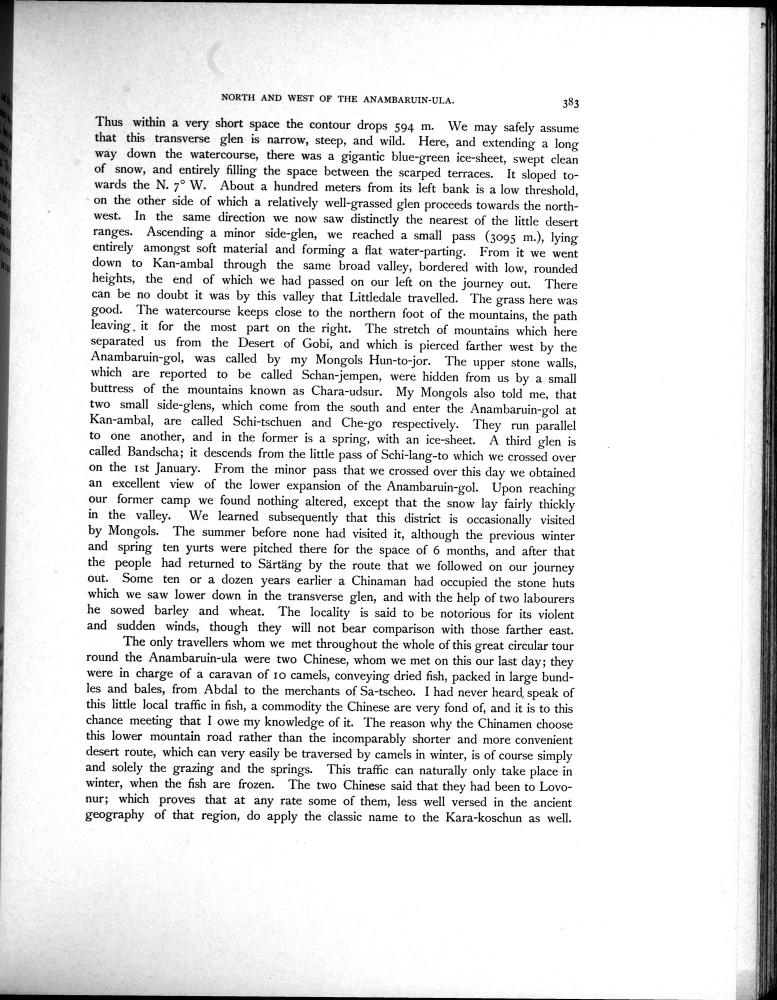 NORTH AND WEST OF THE ANAMBARUIN-ULA. 383
Thus within a very short space the contour drops 594 m. We may safely assume
that this transverse glen is narrow, steep, and wild. Here, and extending a long
way down the watercourse, there was a gigantic blue-green ice-sheet, swept clean
of snow, and entirely filling the space between the scarped terraces. It sloped to-
wards the N. 7° W. About a hundred meters from its left bank is a low threshold,
on the other side of which a relatively well-grassed glen proceeds towards the north-
west. In the same direction we now saw distinctly the nearest of the little desert
ranges. Ascending a minor side-glen, we reached a small pass (3095 m.), lying
entirely amongst soft material and forming a flat water-parting. From it we went
down to Kan-ambal through the same broad valley, bordered with low, rounded
heights, the end of which we had passed on our left on the journey out. There
can be no doubt it was by this valley that Littledale travelled. The grass here was
good. The watercourse keeps close to the northern foot of the mountains, the path
leaving it for the most part on the right. The stretch of mountains which here
separated us from the Desert of Gobi, and which is pierced farther west by the
Anambaruin-gol, was called by my Mongols Hun-to-jor. The upper stone walls,
which are reported to be called Schan-jempen, were hidden from us by a small
buttress of the mountains known as Chara-udsur. My Mongols also told me, that
two small side-glens, which come from the south and enter the Anambaruin-gol at
Kan-ambal, are called Schi-tschuen and Che-go respectively. They run parallel
to one another, and in the former is a spring, with an ice-sheet. A third glen is
called Bandscha; it descends from the little pass of Schi-lang-to which we crossed over
on the 1st January. From the minor pass that we crossed over this day we obtained
an excellent view of the lower expansion of the Anambaruin-gol. Upon reaching
our former camp we found nothing altered, except that the snow lay fairly thickly
in the valley. We learned subsequently that this district is occasionally visited
by Mongols. The summer before none had visited it, although the previous winter
and spring ten yurts were pitched there for the space of 6 months, and after that
the people had returned to Särtäng by the route that we followed on our journey
out. Some ten or a dozen years earlier a Chinaman had occupied the stone huts
which we saw lower down in the transverse glen, and with the help of two labourers
he sowed barley and wheat. The locality is said to be notorious for its violent
and sudden winds, though they will not bear comparison with those farther east.
The only travellers whom we met throughout the whole of this great circular tour
round the Anambaruin-ula were two Chinese, whom we met on this our last day; they
were in charge of a caravan of 10 camels, conveying dried fish, packed in large bund-
les and bales, from Abdal to the merchants of Sa-tscheo. I had never heard speak of
this little local traffic in fish, a commodity the Chinese are very fond of, and it is to this
chance meeting that I owe my knowledge of it. The reason why the Chinamen choose
this lower mountain road rather than the incomparably shorter and more convenient
desert route, which can very easily be traversed by camels in winter, is of course simply
and solely the grazing and the springs. This traffic can naturally only take place in
winter, when the fish are frozen. The two Chinese said that they had been to Lovo-
nur; which proves that at any rate some of them, less well versed in the ancient
geography of that region, do apply the classic name to the Kara-koschun as well.